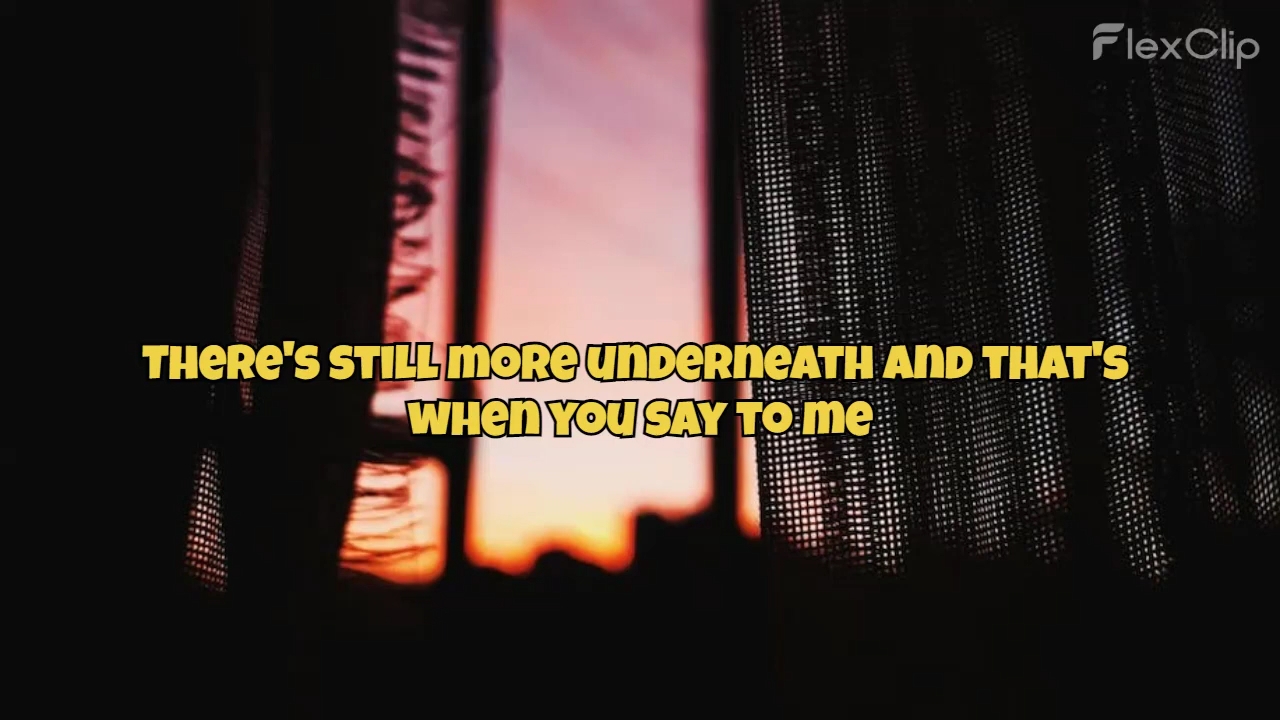 FlexClip
THERE'S STILL MORE UNDERNEATH AND THAT'S
WHEN YOU SAY TO ME